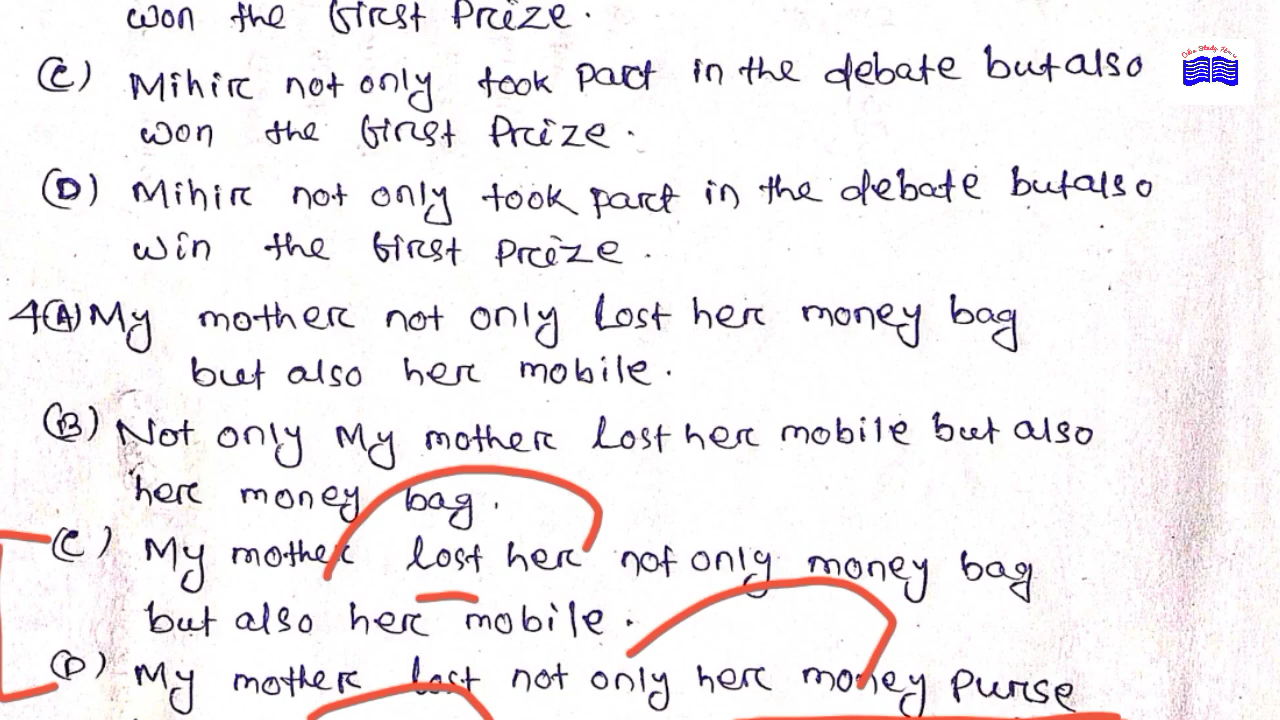 won the first Prize.
(C) Mihir not only took part in the debate but also
won the first Prize.
(D) Mihir not only took part in the debate but also
win the first Prize.
4(A) My mother not only Lost her money bag
but also her mobile.
(B) Not only My mother Lost her mobile but also
her money bag.
(C) My mother lost her not only money bag
but also her mobile.
(D) My mother lost not only her money purse